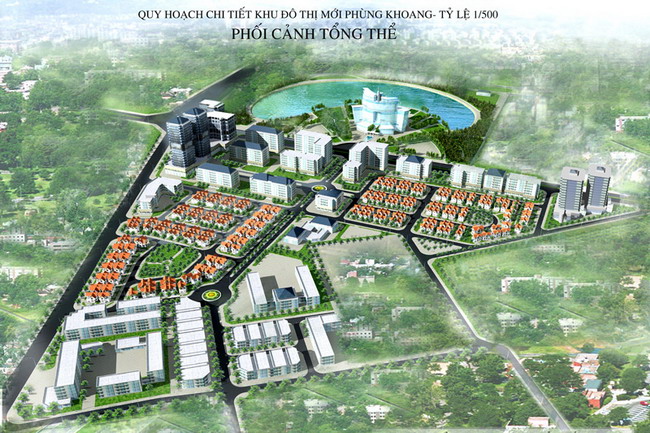 QUY HOẠCH CHI TIẾT KHU ĐÔ THỊ MỚI PHÙNG KHOANG- TỶ LỆ 1/500
PHỐI CẢNH TỔNG THỂ